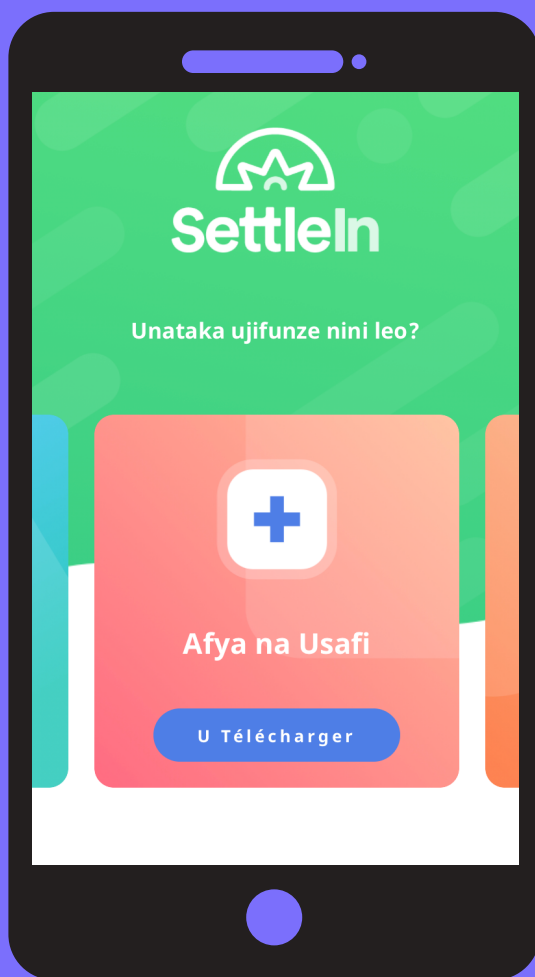 SettleIn
Unataka ujifunze nini leo?
Afya na Usafi
U Télécharger